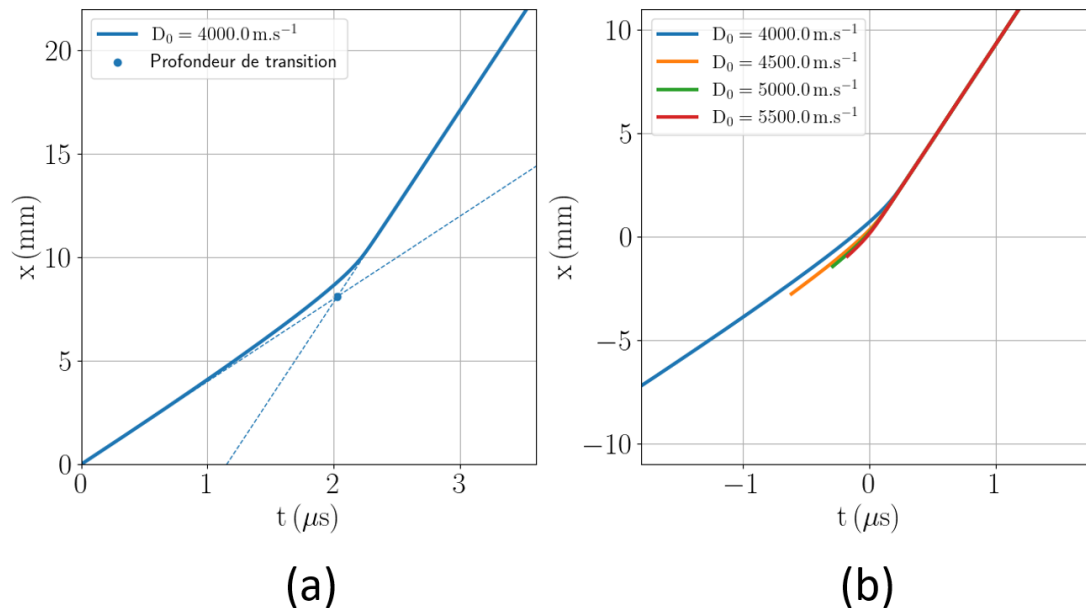 D₀ = 4000.0 m.s⁻¹
Profondeur de transition
20
15
10
5
0
x (mm)
0 1 2 3
t (μs)
(a)
D₀ = 4000.0 m.s⁻¹
D₀ = 4500.0 m.s⁻¹
D₀ = 5000.0 m.s⁻¹
D₀ = 5500.0 m.s⁻¹
10
5
0
−5
−10
x (mm)
−1 0 1
t (μs)
(b)